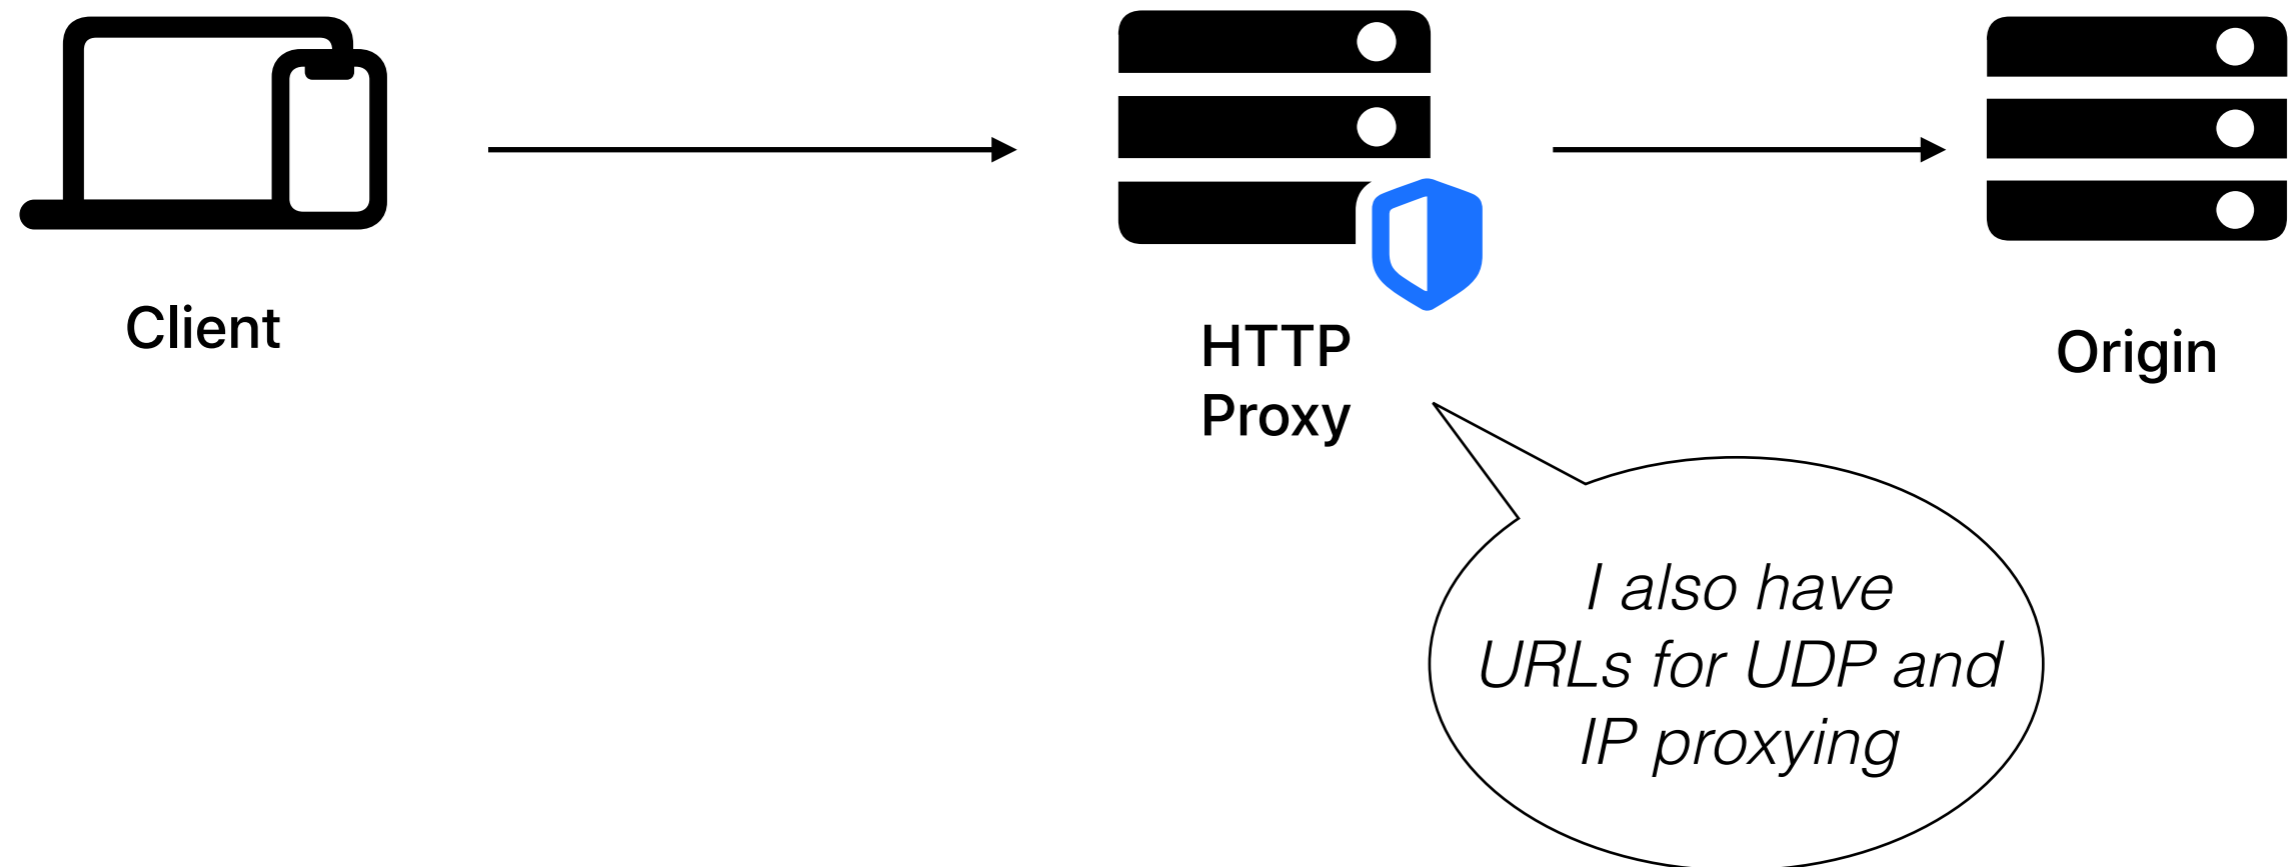 Client
HTTP
Proxy
Origin
I also have
URLs for UDP and
IP proxying